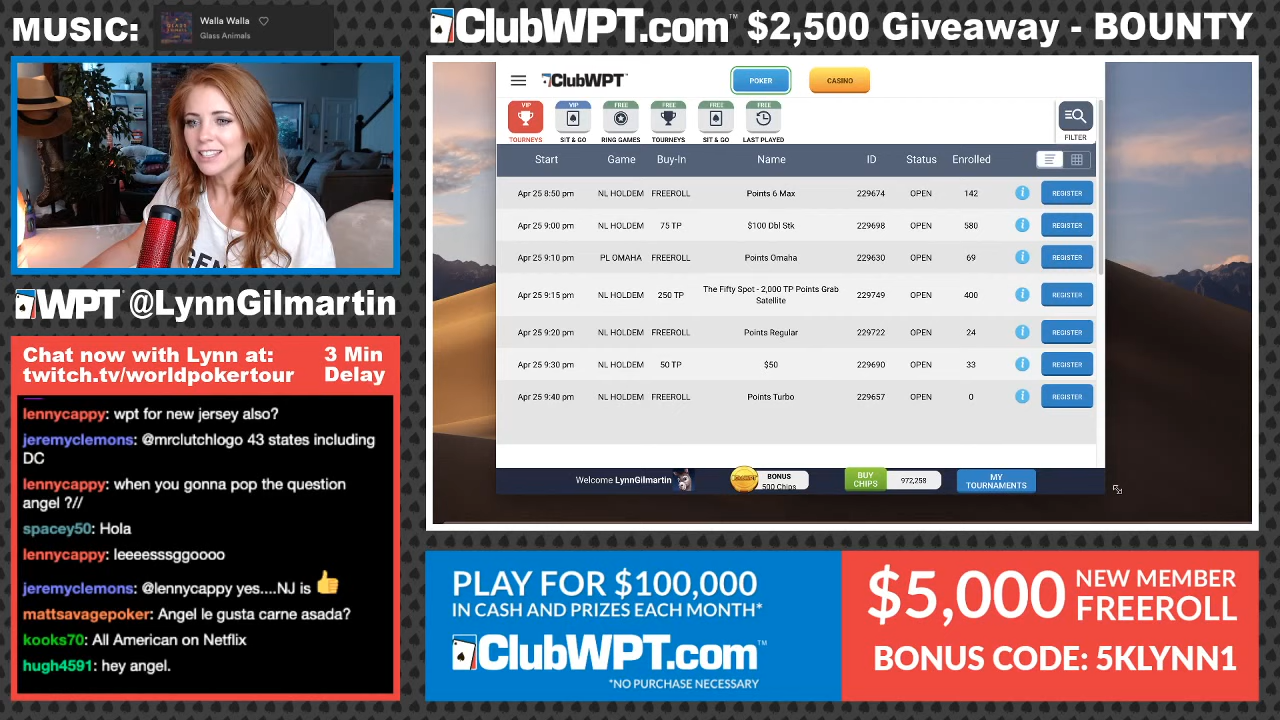 MUSIC:
Walla Walla
Glass Animals
ClubWPT.com™ $2,500 Giveaway - BOUNTY
WPT @LynnGilmartin
Chat now with Lynn at:
twitch.tv/worldpokertour
3 Min
Delay
lennycappy: wpt for new jersey also?
jeremyclemons: @mrclutchlogo 43 states including
DC
lennycappy: when you gonna pop the question
angel ?//
spacey50: Hola
lennycappy: leeeesssggoooo
jeremyclemons: @lennycappy yes....NJ is 👍
mattsavagepoker: Angel le gusta carne asada?
kooks70: All American on Netflix
hugh4591: hey angel.
ClubWPT™
POKER
CASINO
VIP
TOURNEYS
VIP
SIT & GO
FREE
RING GAMES
FREE
TOURNEYS
FREE
SIT & GO
FREE
LAST PLAYED
FILTER
Start Game Buy-In Name ID Status Enrolled
Apr 25 8:50 pm NL HOLDEM FREEROLL Points 6 Max 229674 OPEN 142 i REGISTER
Apr 25 9:00 pm NL HOLDEM 75 TP $100 Dbl Stk 229698 OPEN 580 i REGISTER
Apr 25 9:10 pm PL OMAHA FREEROLL Points Omaha 229630 OPEN 69 i REGISTER
Apr 25 9:15 pm NL HOLDEM 250 TP The Fifty Spot - 2,000 TP Points Grab
Satellite 229749 OPEN 400 i REGISTER
Apr 25 9:20 pm NL HOLDEM FREEROLL Points Regular 229722 OPEN 24 i REGISTER
Apr 25 9:30 pm NL HOLDEM 50 TP $50 229690 OPEN 33 i REGISTER
Apr 25 9:40 pm NL HOLDEM FREEROLL Points Turbo 229657 OPEN 0 i REGISTER
Welcome LynnGilmartin
BONUS
500 Chips
BUY
CHIPS
972,258
MY
TOURNAMENTS
PLAY FOR $100,000
IN CASH AND PRIZES EACH MONTH*
ClubWPT.com™
*NO PURCHASE NECESSARY
$5,000 NEW MEMBER
FREEROLL
BONUS CODE: 5KLYNN1